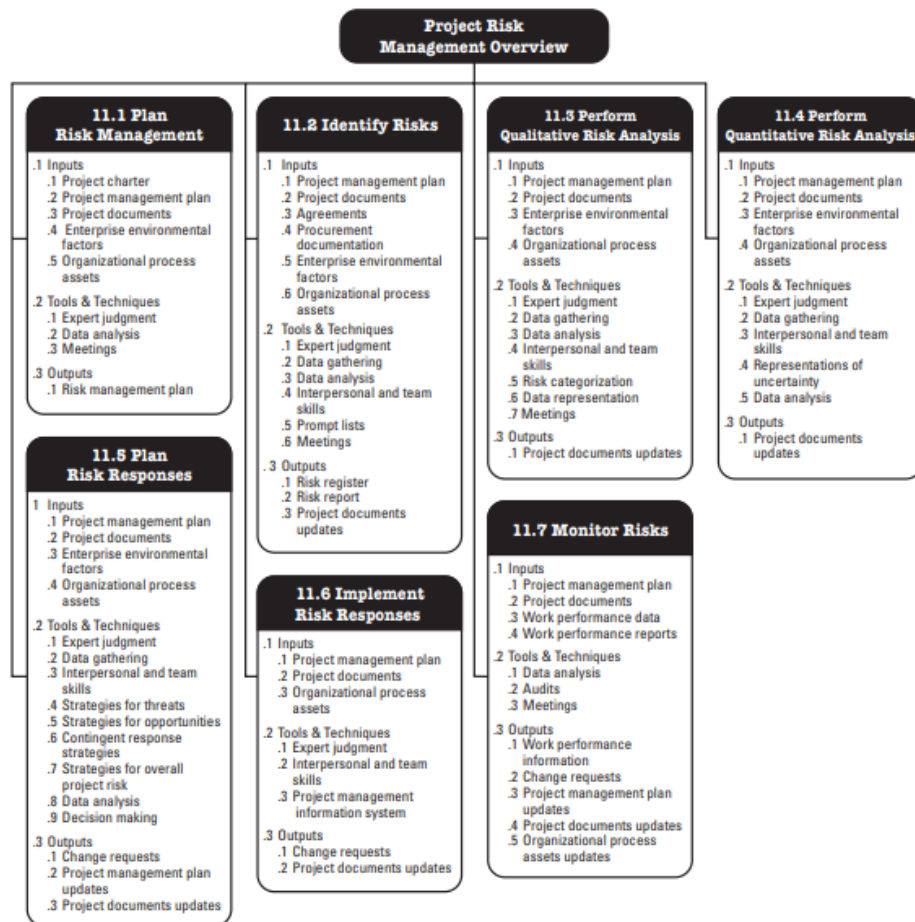 Project Risk
Management Overview
11.1 Plan
Risk Management
.1 Inputs
.1 Project charter
.2 Project management plan
.3 Project documents
.4 Enterprise environmental
factors
.5 Organizational process
assets
.2 Tools & Techniques
.1 Expert judgment
.2 Data analysis
.3 Meetings
.3 Outputs
.1 Risk management plan
11.2 Identify Risks
.1 Inputs
.1 Project management plan
.2 Project documents
.3 Agreements
.4 Procurement
documentation
.5 Enterprise environmental
factors
.6 Organizational process
assets
.2 Tools & Techniques
.1 Expert judgment
.2 Data gathering
.3 Data analysis
.4 Interpersonal and team
skills
.5 Prompt lists
.6 Meetings
.3 Outputs
.1 Risk register
.2 Risk report
.3 Project documents
updates
11.3 Perform
Qualitative Risk Analysis
.1 Inputs
.1 Project management plan
.2 Project documents
.3 Enterprise environmental
factors
.4 Organizational process
assets
.2 Tools & Techniques
.1 Expert judgment
.2 Data gathering
.3 Data analysis
.4 Interpersonal and team
skills
.5 Risk categorization
.6 Data representation
.7 Meetings
.3 Outputs
.1 Project documents updates
11.4 Perform
Quantitative Risk Analysis
.1 Inputs
.1 Project management plan
.2 Project documents
.3 Enterprise environmental
factors
.4 Organizational process
assets
.2 Tools & Techniques
.1 Expert judgment
.2 Data gathering
.3 Interpersonal and team
skills
.4 Representations of
uncertainty
.5 Data analysis
.3 Outputs
.1 Project documents
updates
11.5 Plan
Risk Responses
1 Inputs
.1 Project management plan
.2 Project documents
.3 Enterprise environmental
factors
.4 Organizational process
assets
.2 Tools & Techniques
.1 Expert judgment
.2 Data gathering
.3 Interpersonal and team
skills
.4 Strategies for threats
.5 Strategies for opportunities
.6 Contingent response
strategies
.7 Strategies for overall
project risk
.8 Data analysis
.9 Decision making
.3 Outputs
.1 Change requests
.2 Project management plan
updates
.3 Project documents updates
11.6 Implement
Risk Responses
.1 Inputs
.1 Project management plan
.2 Project documents
.3 Organizational process
assets
.2 Tools & Techniques
.1 Expert judgment
.2 Interpersonal and team
skills
.3 Project management
information system
.3 Outputs
.1 Change requests
.2 Project documents updates
11.7 Monitor Risks
.1 Inputs
.1 Project management plan
.2 Project documents
.3 Work performance data
.4 Work performance reports
.2 Tools & Techniques
.1 Data analysis
.2 Audits
.3 Meetings
.3 Outputs
.1 Work performance
information
.2 Change requests
.3 Project management plan
updates
.4 Project documents updates
.5 Organizational process
assets updates